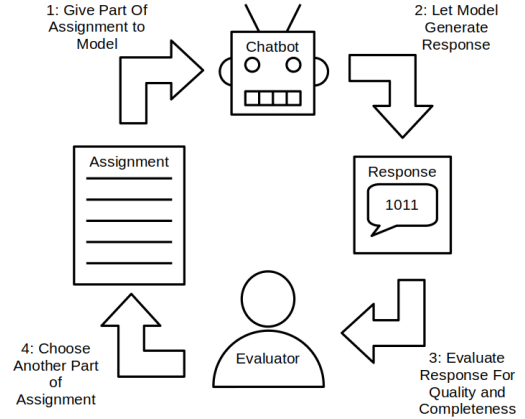 1: Give Part Of
Assignment to
Model
Chatbot
2: Let Model
Generate
Response
Assignment
Response
1011
Evaluator
3: Evaluate
Response For
Quality and
Completeness
4: Choose
Another Part
of
Assignment